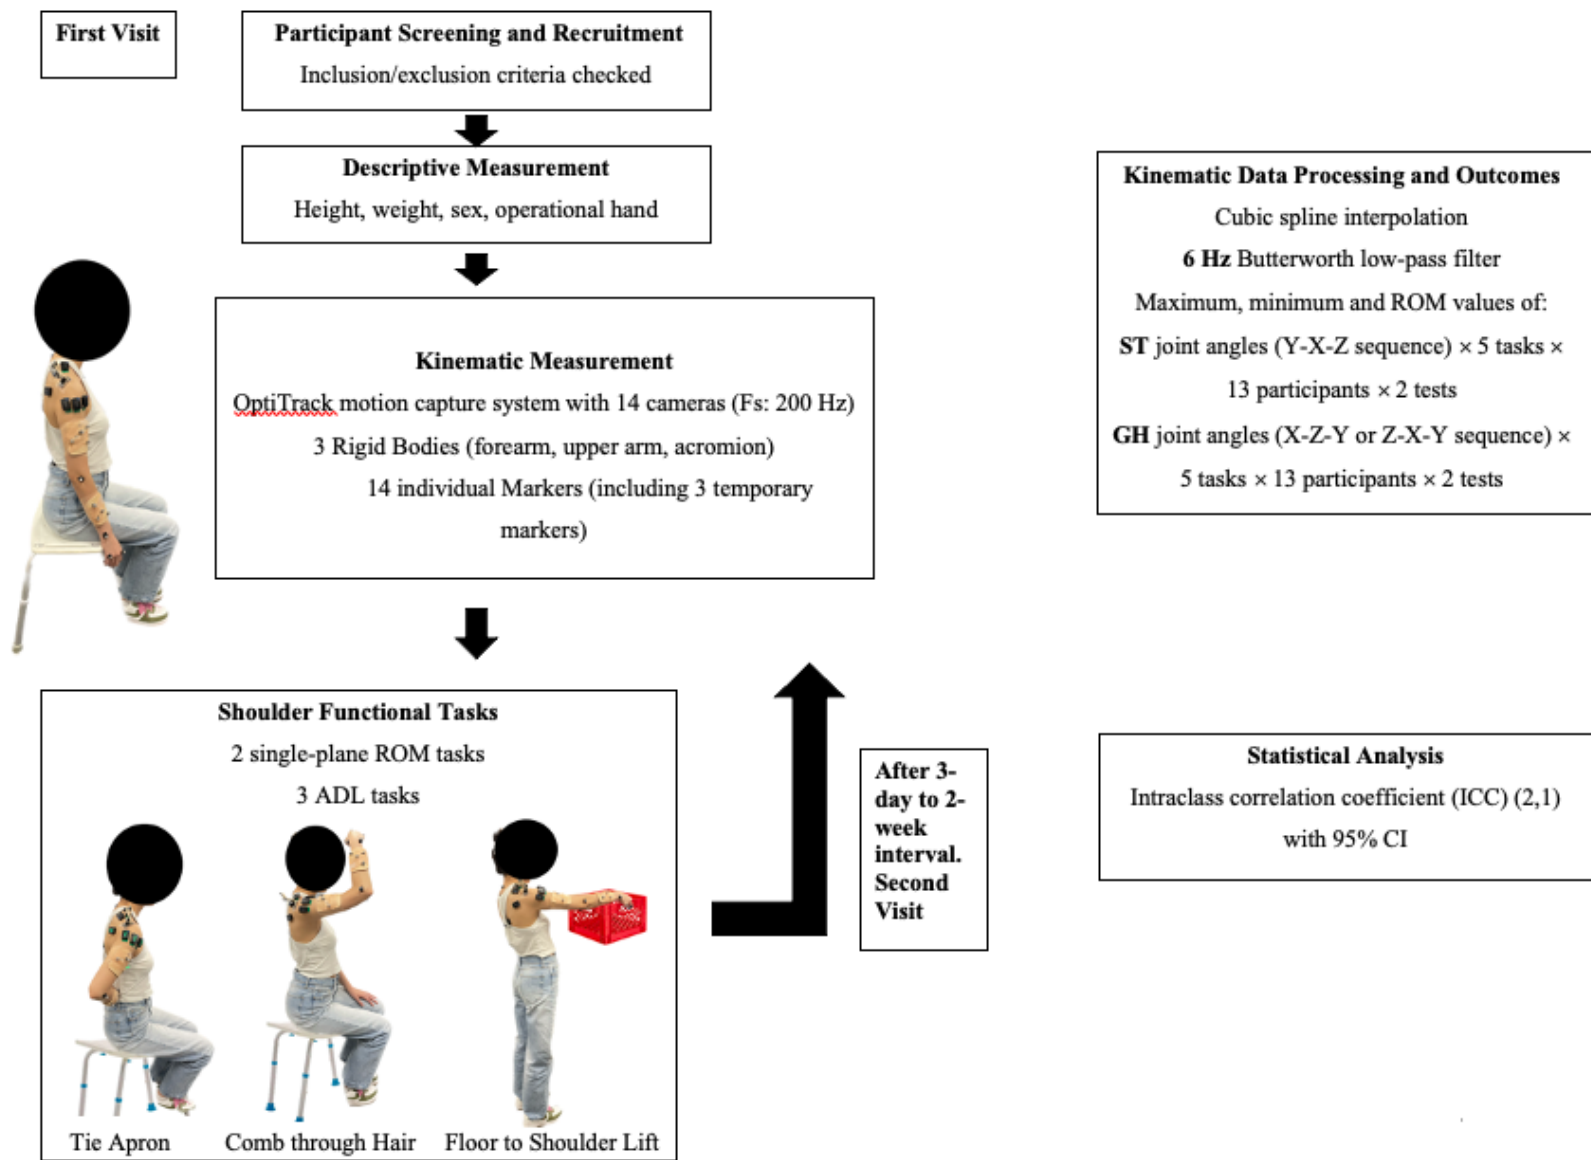 First Visit
Participant Screening and Recruitment
Inclusion/exclusion criteria checked
Descriptive Measurement
Height, weight, sex, operational hand
Kinematic Measurement
OptiTrack motion capture system with 14 cameras (Fs: 200 Hz)
3 Rigid Bodies (forearm, upper arm, acromion)
14 individual Markers (including 3 temporary
markers)
Shoulder Functional Tasks
2 single-plane ROM tasks
3 ADL tasks
Tie Apron
Comb through Hair
Floor to Shoulder Lift
After 3-
day to 2-
week
interval.
Second
Visit
Kinematic Data Processing and Outcomes
Cubic spline interpolation
6 Hz Butterworth low-pass filter
Maximum, minimum and ROM values of:
ST joint angles (Y-X-Z sequence) × 5 tasks ×
13 participants × 2 tests
GH joint angles (X-Z-Y or Z-X-Y sequence) ×
5 tasks × 13 participants × 2 tests
Statistical Analysis
Intraclass correlation coefficient (ICC) (2,1)
with 95% CI